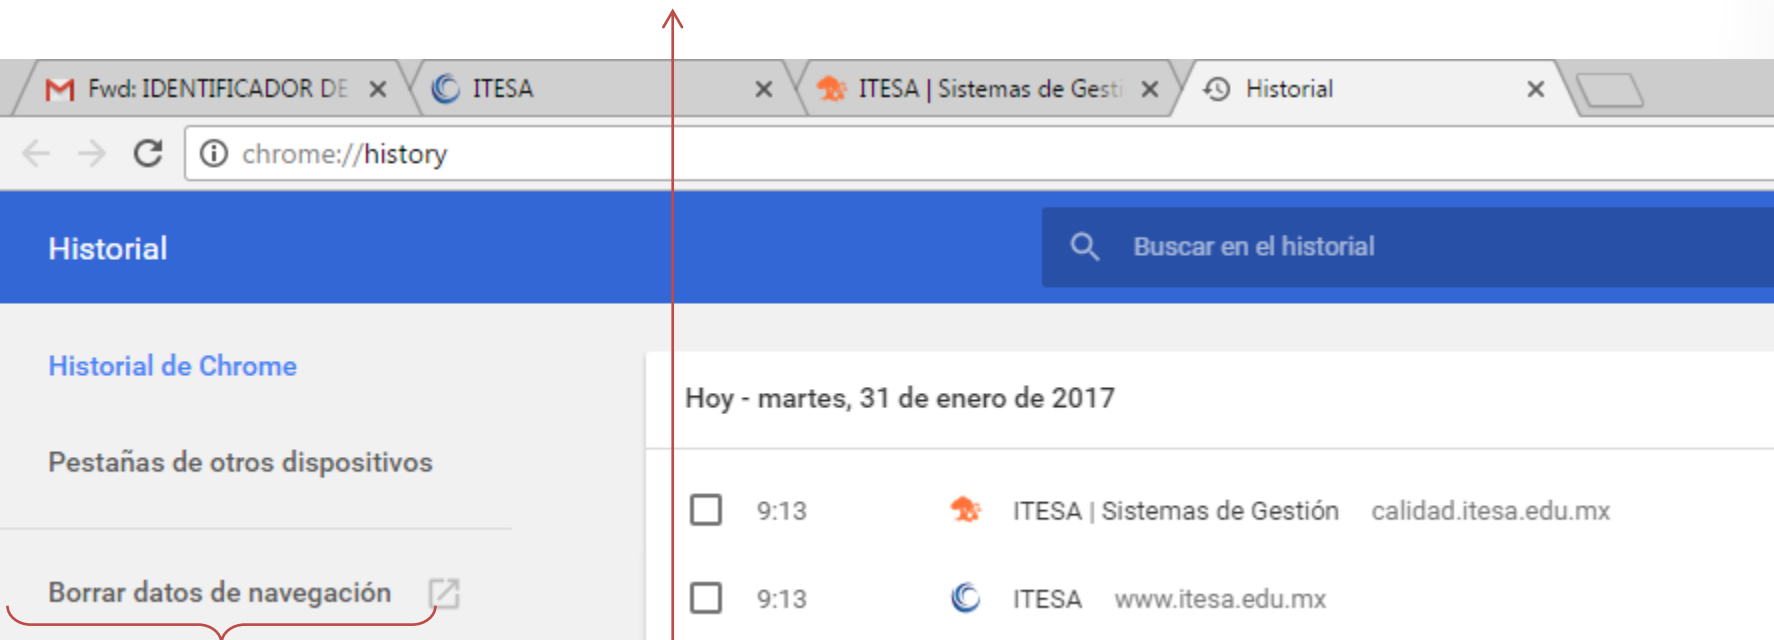 Fwd: IDENTIFICADOR DE
ITESA
ITESA | Sistemas de Gesti
Historial
chrome://history
Historial
Buscar en el historial
Historial de Chrome
Pestañas de otros dispositivos
Borrar datos de navegación
Hoy - martes, 31 de enero de 2017
9:13 ITESA | Sistemas de Gestión calidad.itesa.edu.mx
9:13 ITESA www.itesa.edu.mx